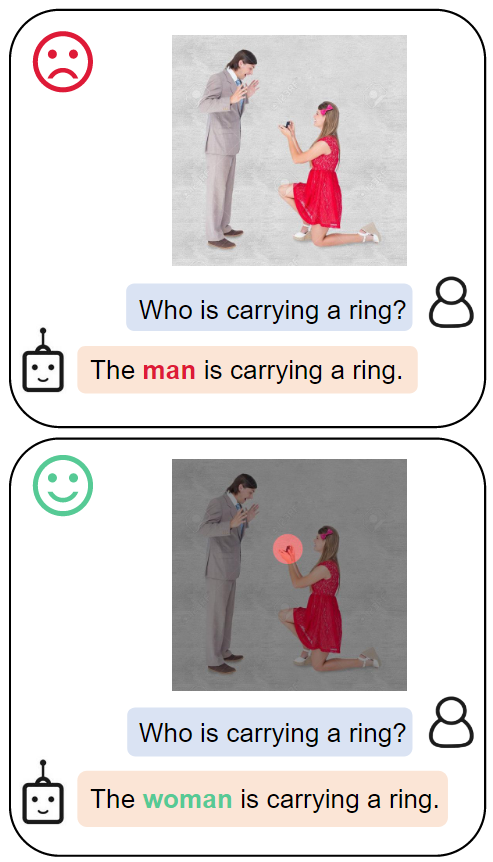 Who is carrying a ring?
The man is carrying a ring.
Who is carrying a ring?
The woman is carrying a ring.